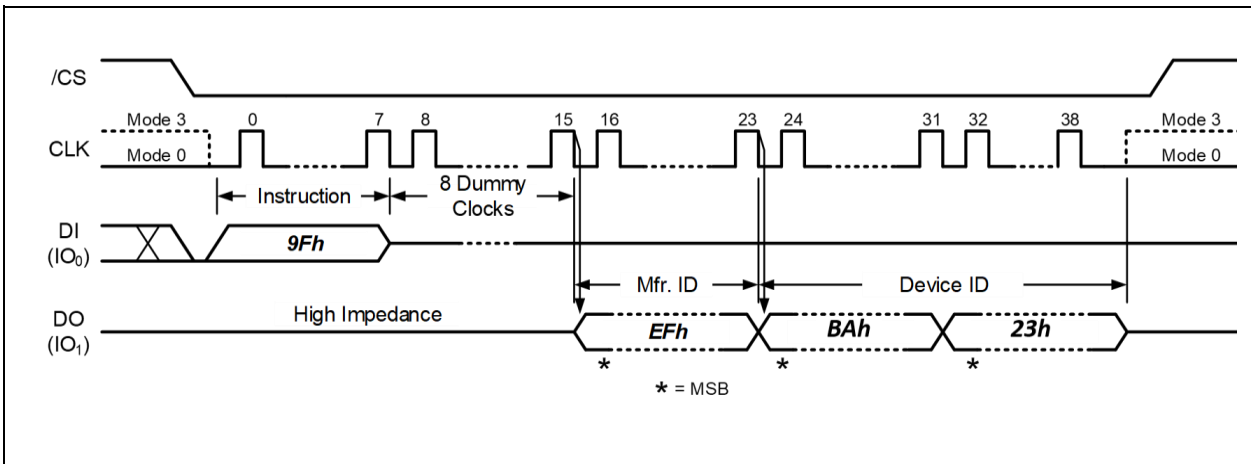 /CS
Mode 3 0 7 8 15 16 23 24 31 32 38 Mode 3
CLK
Mode 0 Mode 0
Instruction
8 Dummy
Clocks
DI
(IO₀)
9Fh
Mfr. ID
Device ID
High Impedance
DO
(IO₁)
EFh
BAh
23h
* * *
* = MSB